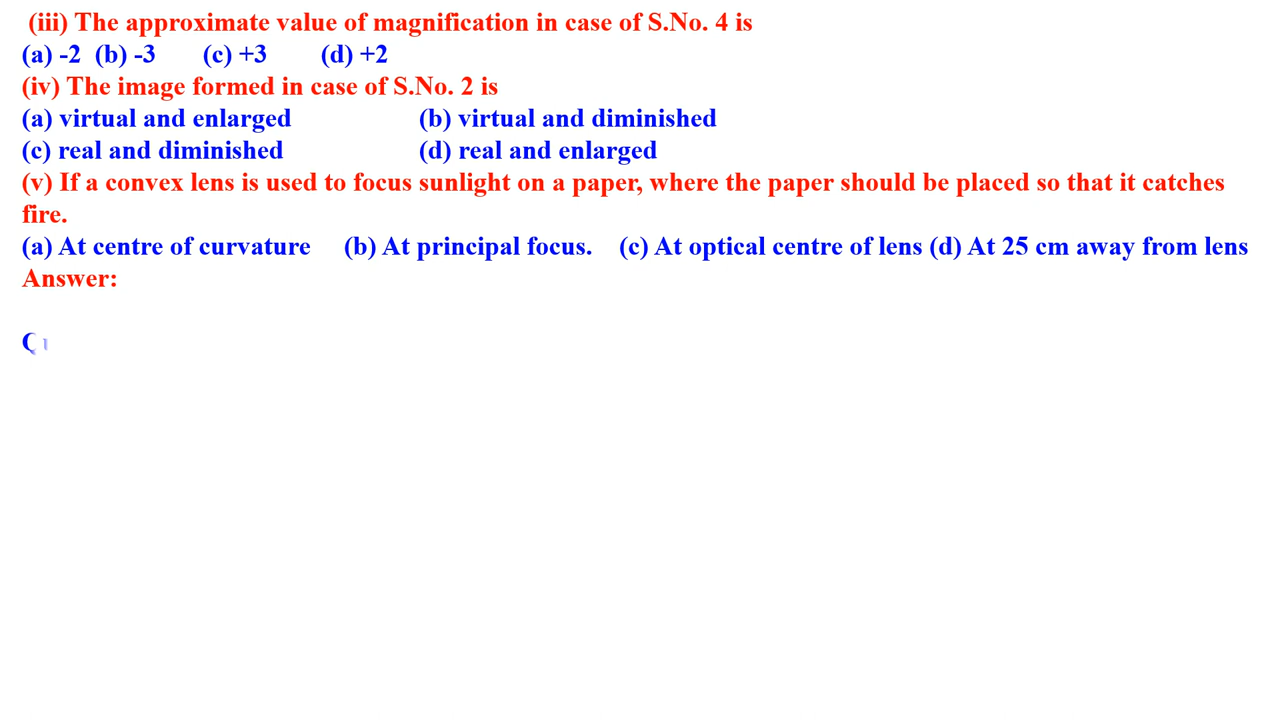 (iii) The approximate value of magnification in case of S.No. 4 is
(a) -2 (b) -3 (c) +3 (d) +2
(iv) The image formed in case of S.No. 2 is
(a) virtual and enlarged (b) virtual and diminished
(c) real and diminished (d) real and enlarged
(v) If a convex lens is used to focus sunlight on a paper, where the paper should be placed so that it catches
fire.
(a) At centre of curvature (b) At principal focus. (c) At optical centre of lens (d) At 25 cm away from lens
Answer: